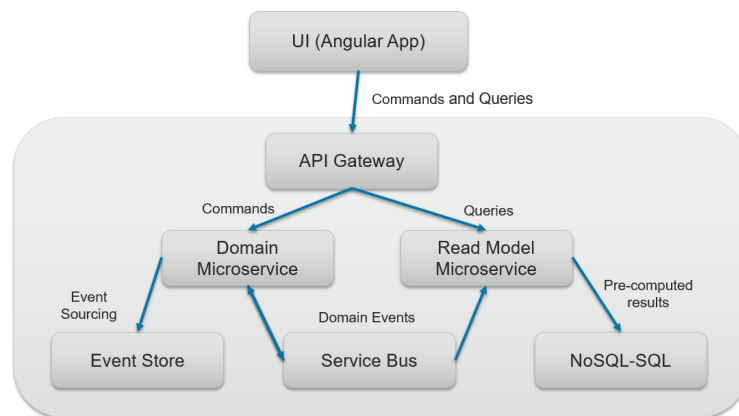 UI (Angular App)
Commands and Queries
API Gateway
Commands
Queries
Domain
Microservice
Read Model
Microservice
Event
Sourcing
Domain Events
Pre-computed
results
Event Store
Service Bus
NoSQL-SQL